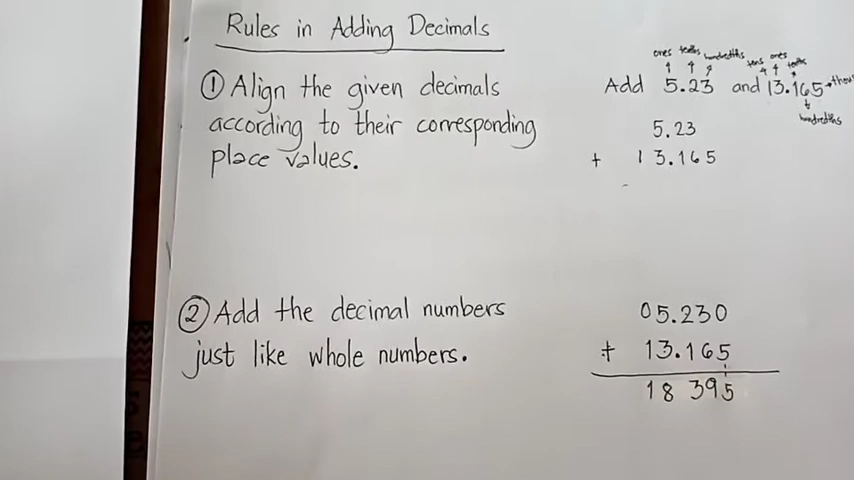 Rules in Adding Decimals
① Align the given decimals
according to their corresponding
place values.
ones tenths hundredths tens ones tenths
Add 5.23 and 13.165
hundredths
5.23
+ 13.165
② Add the decimal numbers
just like whole numbers.
05.230
+ 13.165
18 395